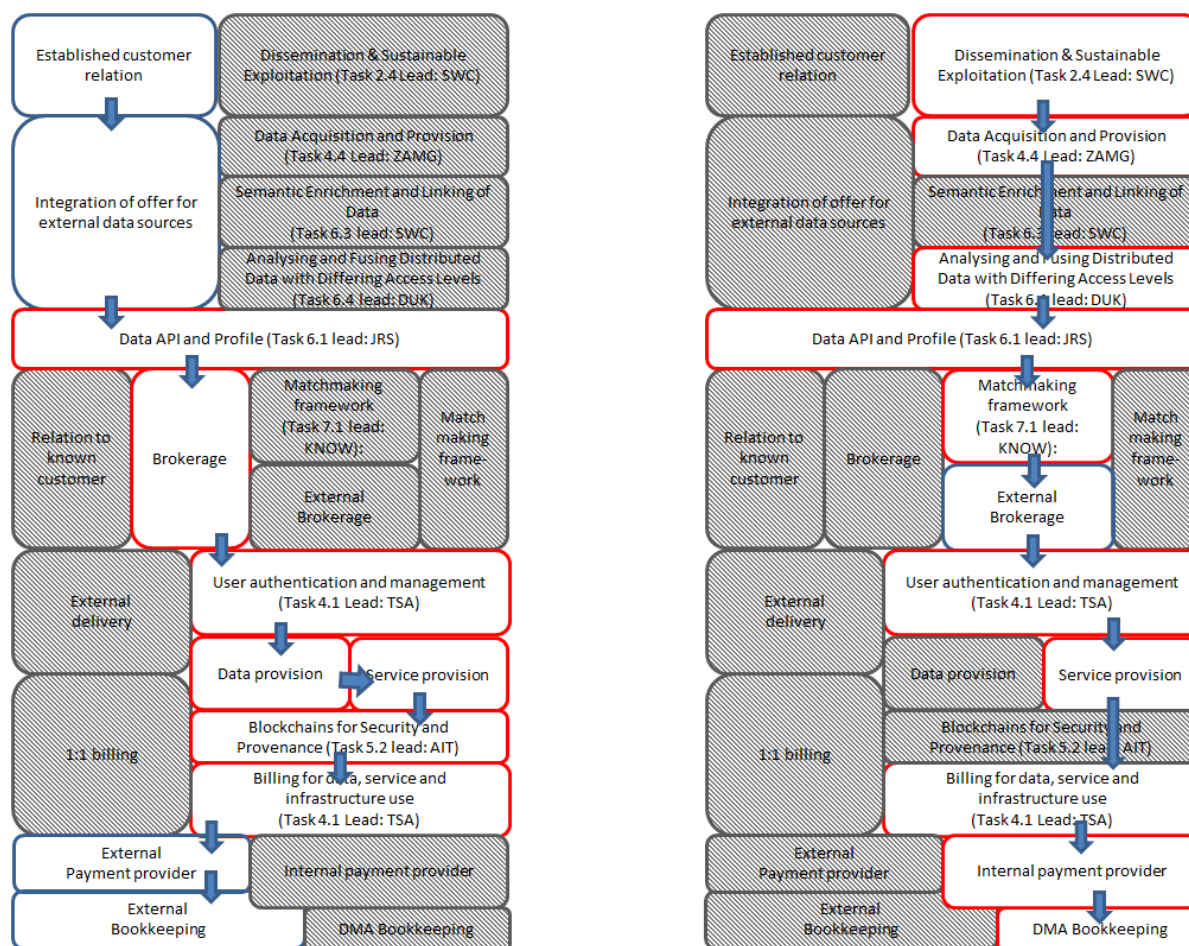 Established customer
relation
Dissemination & Sustainable
Exploitation (Task 2.4 Lead: SWC)
Data Acquisition and Provision
(Task 4.4 Lead: ZAMG)
Integration of offer for
external data sources
Semantic Enrichment and Linking of
Data
(Task 6.3 lead: SWC)
Analysing and Fusing Distributed
Data with Differing Access Levels
(Task 6.4 lead: DUK)
Data API and Profile (Task 6.1 lead: JRS)
Relation to
known
customer
Brokerage
Matchmaking
framework
(Task 7.1 lead:
KNOW):
External
Brokerage
Match
making
frame-
work
External
delivery
User authentication and management
(Task 4.1 Lead: TSA)
Data provision
Service provision
1:1 billing
Blockchains for Security and
Provenance (Task 5.2 lead: AIT)
Billing for data, service and
infrastructure use
(Task 4.1 Lead: TSA)
External
Payment provider
Internal payment provider
External
Bookkeeping
DMA Bookkeeping
Established customer
relation
Dissemination & Sustainable
Exploitation (Task 2.4 Lead: SWC)
Data Acquisition and Provision
(Task 4.4 Lead: ZAMG)
Integration of offer for
external data sources
Semantic Enrichment and Linking of
Data
(Task 6.3 lead: SWC)
Analysing and Fusing Distributed
Data with Differing Access Levels
(Task 6.4 lead: DUK)
Data API and Profile (Task 6.1 lead: JRS)
Relation to
known
customer
Brokerage
Matchmaking
framework
(Task 7.1 lead:
KNOW):
External
Brokerage
Match
making
frame-
work
External
delivery
User authentication and management
(Task 4.1 Lead: TSA)
Data provision
Service provision
1:1 billing
Blockchains for Security and
Provenance (Task 5.2 lead: AIT)
Billing for data, service and
infrastructure use
(Task 4.1 Lead: TSA)
External
Payment provider
Internal payment provider
External
Bookkeeping
DMA Bookkeeping